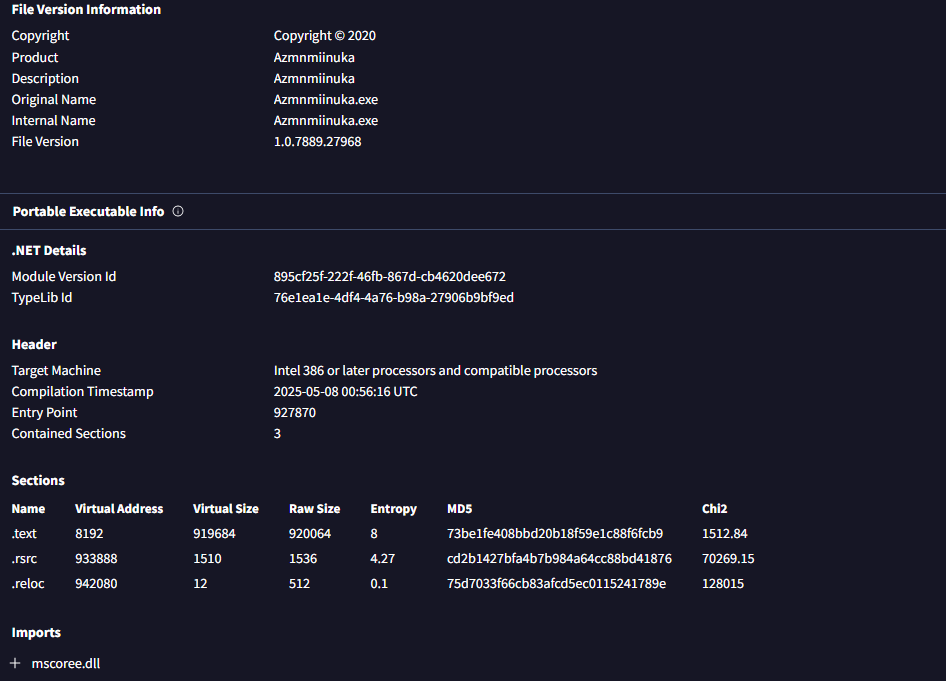 File Version Information
Copyright Copyright © 2020
Product Azmnmiinuka
Description Azmnmiinuka
Original Name Azmnmiinuka.exe
Internal Name Azmnmiinuka.exe
File Version 1.0.7889.27968
Portable Executable Info
.NET Details
Module Version Id 895cf25f-222f-46fb-867d-cb4620dee672
TypeLib Id 76e1ea1e-4df4-4a76-b98a-27906b9bf9ed
Header
Target Machine Intel 386 or later processors and compatible processors
Compilation Timestamp 2025-05-08 00:56:16 UTC
Entry Point 927870
Contained Sections 3
Sections
Name Virtual Address Virtual Size Raw Size Entropy MD5 Chi2
.text 8192 919684 920064 8 73be1fe408bbd20b18f59e1c88f6fcb9 1512.84
.rsrc 933888 1510 1536 4.27 cd2b1427bfa4b7b984a64cc88bd41876 70269.15
.reloc 942080 12 512 0.1 75d7033f66cb83afcd5ec0115241789e 128015
Imports
+ mscoree.dll